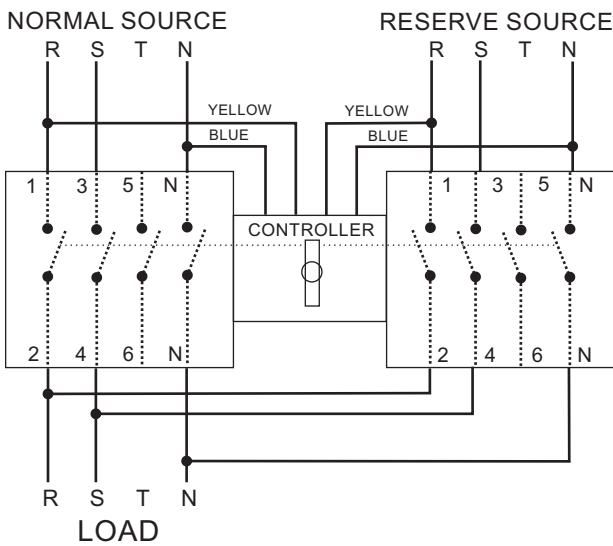 NORMAL SOURCE RESERVE SOURCE
R S T N R S T N
YELLOW YELLOW
BLUE BLUE
1 3 5 N 1 3 5 N
CONTROLLER
2 4 6 N 2 4 6 N
R S T N
LOAD